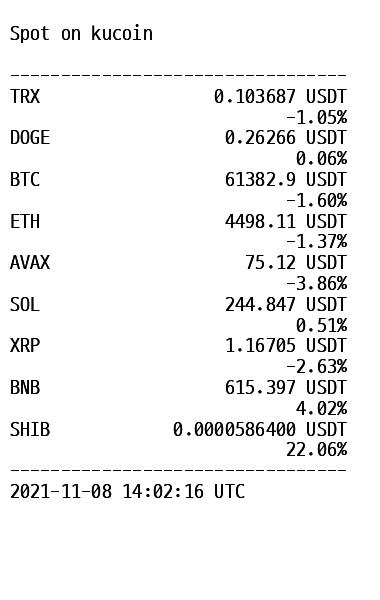 Spot on kucoin
---------------------------------
TRX 0.103687 USDT
-1.05%
DOGE 0.26266 USDT
0.06%
BTC 61382.9 USDT
-1.60%
ETH 4498.11 USDT
-1.37%
AVAX 75.12 USDT
-3.86%
SOL 244.847 USDT
0.51%
XRP 1.16705 USDT
-2.63%
BNB 615.397 USDT
4.02%
SHIB 0.0000586400 USDT
22.06%
---------------------------------
2021-11-08 14:02:16 UTC